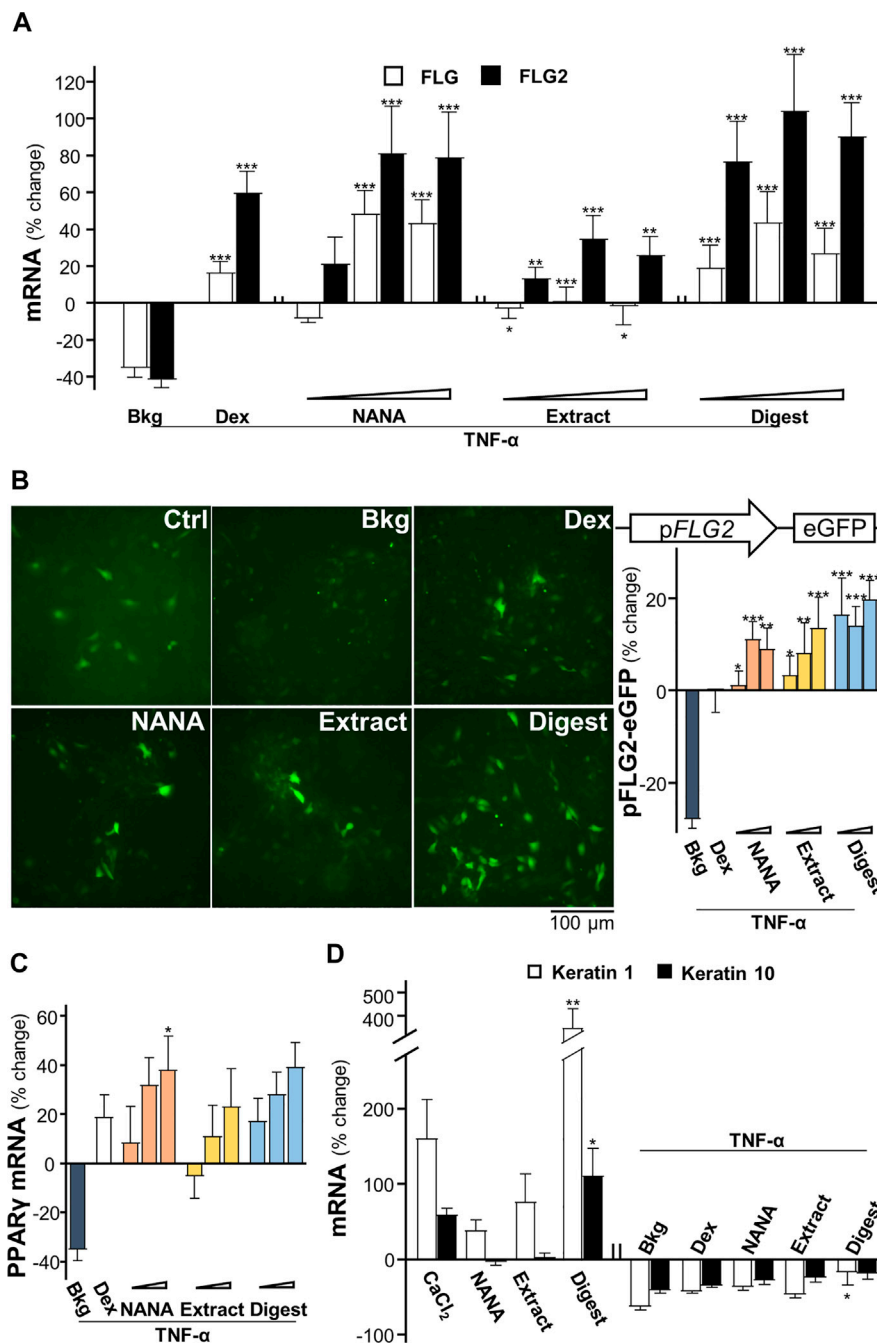 A
FLG FLG2
mRNA (% change)
120
100
80
60
40
20
0
-20
-40
*** *** *** *** *** *** * ** *** *** * ** *** *** *** *** *** ***
Bkg Dex NANA Extract Digest
TNF-α
B
Ctrl Bkg Dex
NANA Extract Digest
100 μm
pFLG2 eGFP
pFLG2-eGFP (% change)
20
0
-20
* *** ** * ** *** *** *** ***
Bkg Dex NANA Extract Digest
TNF-α
C
PPARγ mRNA (% change)
60
40
20
0
-20
-40
*
Bkg Dex NANA Extract Digest
TNF-α
D
Keratin 1 Keratin 10
mRNA (% change)
500
400
200
100
0
-100
** * *
CaCl2 NANA Extract Digest
TNF-α
Bkg Dex NANA Extract Digest